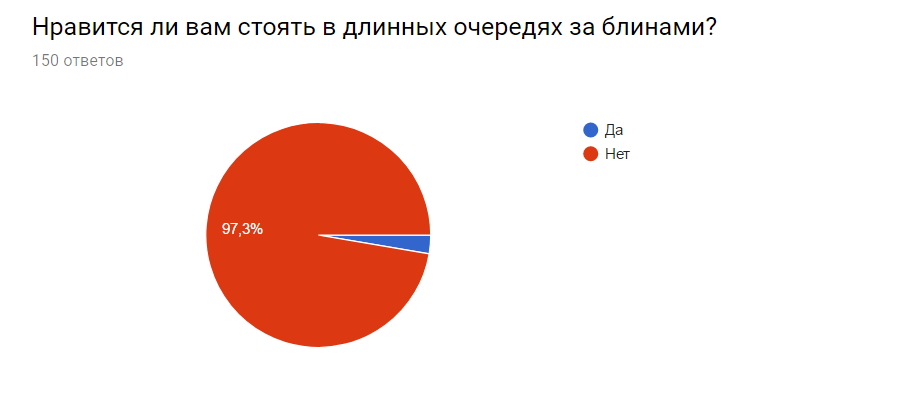 Нравится ли вам стоять в длинных очередях за блинами?
150 ответов
Да
Нет
97,3%